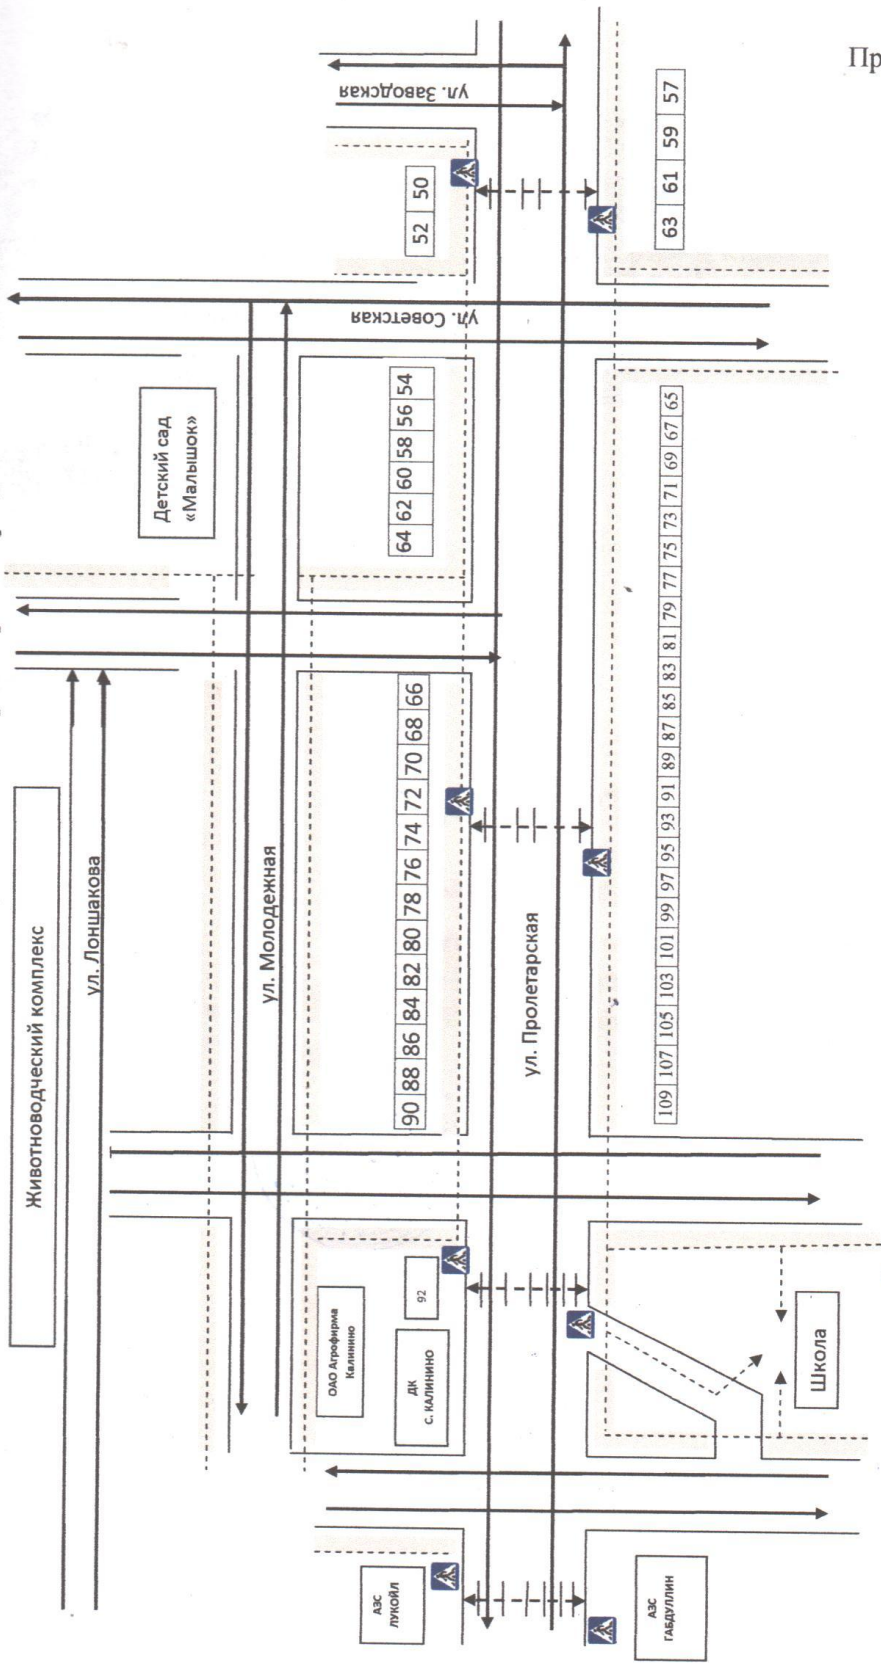 Пр
Животноводческий комплекс
ул. Лоншакова
Детский сад
«Малышок»
ул. Молодежная
ул. Советская
ул. Заводская
ОАО Агрофирма
Калинино
ДК
С. КАЛИНИНО
92
90 88 86 84 82 80 78 76 74 72 70 68 66
64 62 60 58 56 54
52 50
АЗС
ЛУКОЙЛ
ул. Пролетарская
АЗС
ГАБДУЛЛИН
Школа
109 107 105 103 101 99 97 95 93 91 89 87 85 83 81 79 77 75 73 71 69 67 65
63 61 59 57